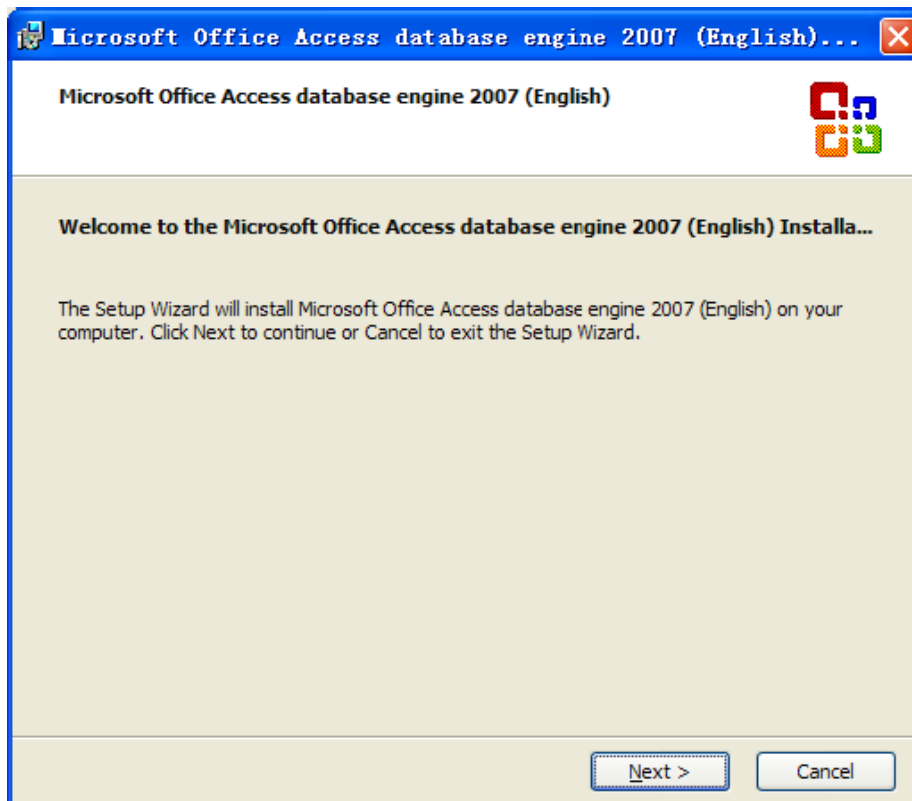 Microsoft Office Access database engine 2007 (English)...
Microsoft Office Access database engine 2007 (English)
Welcome to the Microsoft Office Access database engine 2007 (English) Installa...
The Setup Wizard will install Microsoft Office Access database engine 2007 (English) on your
computer. Click Next to continue or Cancel to exit the Setup Wizard.
Next >
Cancel